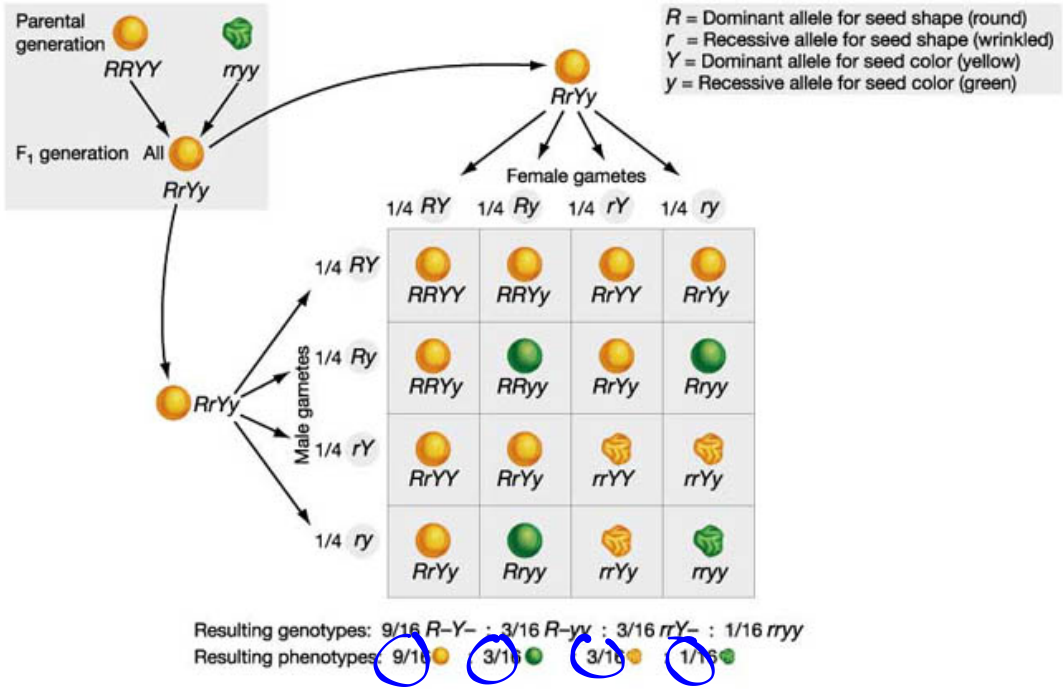 Parental
generation
RRYY rryy
F₁ generation All
RrYy
R = Dominant allele for seed shape (round)
r = Recessive allele for seed shape (wrinkled)
Y = Dominant allele for seed color (yellow)
y = Recessive allele for seed color (green)
RrYy
Female gametes
1/4 RY 1/4 Ry 1/4 rY 1/4 ry
RrYy
Male gametes
1/4 RY
RRYY RRYy RrYY RrYy
1/4 Ry
RRYy RRyy RrYy Rryy
1/4 rY
RrYY RrYy rrYY rrYy
1/4 ry
RrYy Rryy rrYy rryy
Resulting genotypes: 9/16 R–Y– : 3/16 R–yy : 3/16 rrY– : 1/16 rryy
Resulting phenotypes: 9/16 : 3/16 : 3/16 : 1/16